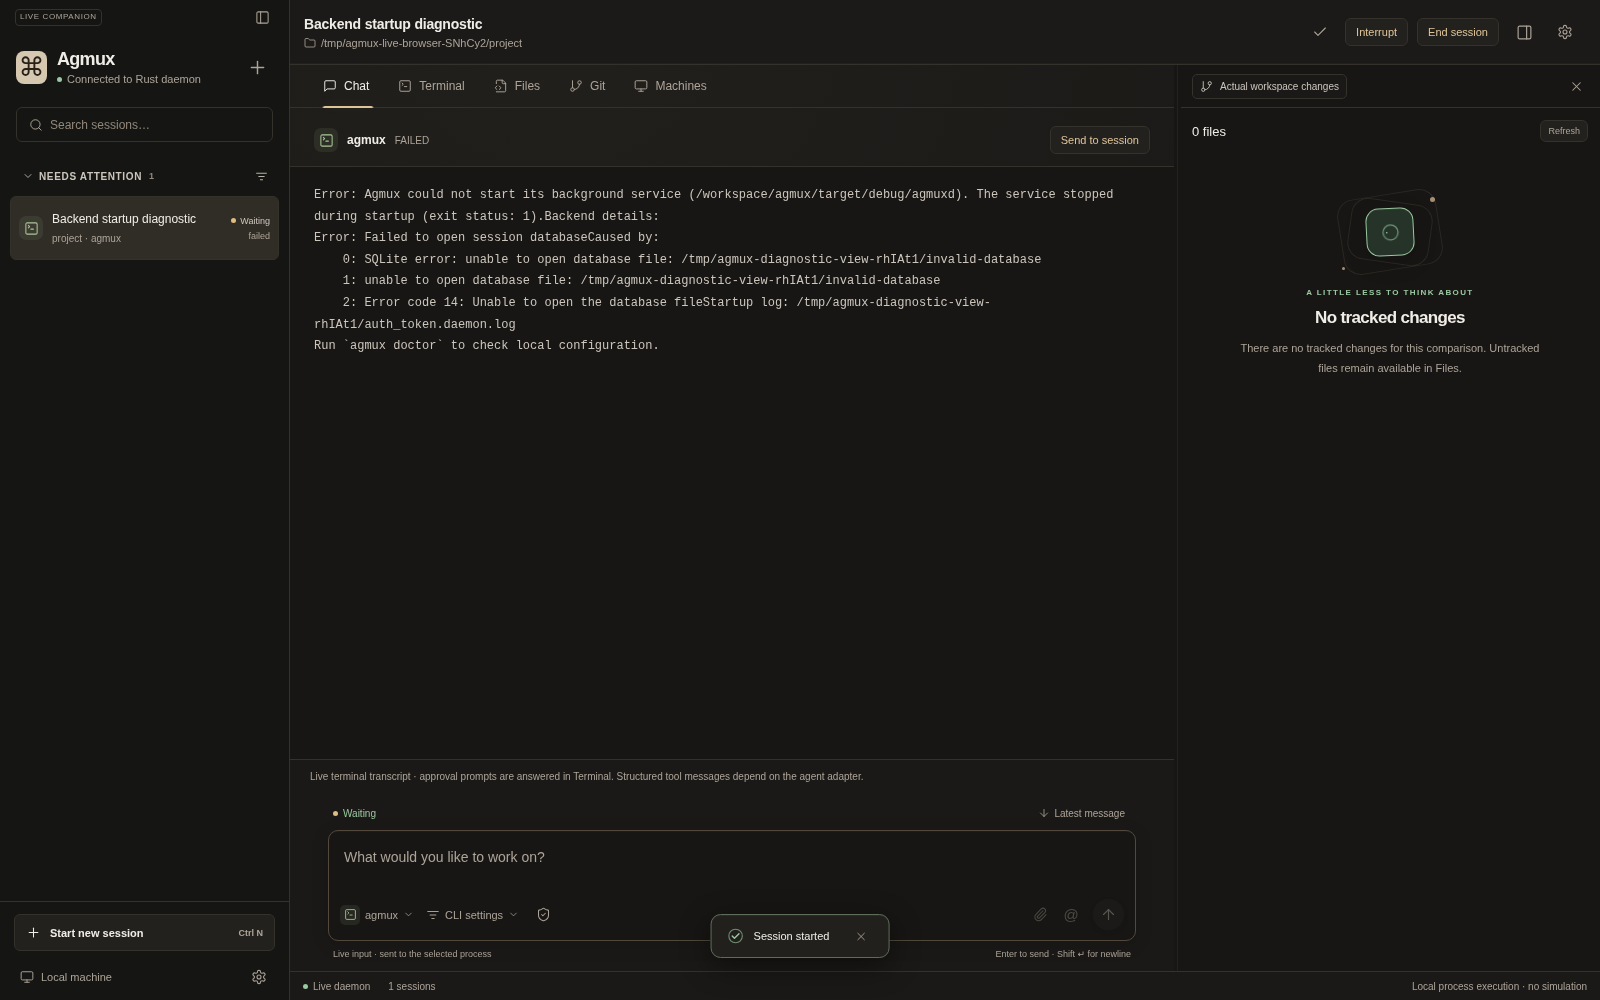 LIVE COMPANION
Agmux
Connected to Rust daemon
Search sessions…
NEEDS ATTENTION 1
Backend startup diagnostic
Waiting
project · agmux
failed
Start new session
Ctrl N
Local machine
Backend startup diagnostic
/tmp/agmux-live-browser-SNhCy2/project
Interrupt
End session
Chat
Terminal
Files
Git
Machines
agmux FAILED
Send to session
Error: Agmux could not start its background service (/workspace/agmux/target/debug/agmuxd). The service stopped
during startup (exit status: 1).Backend details:
Error: Failed to open session databaseCaused by:
0: SQLite error: unable to open database file: /tmp/agmux-diagnostic-view-rhIAt1/invalid-database
1: unable to open database file: /tmp/agmux-diagnostic-view-rhIAt1/invalid-database
2: Error code 14: Unable to open the database fileStartup log: /tmp/agmux-diagnostic-view-
rhIAt1/auth_token.daemon.log
Run `agmux doctor` to check local configuration.
Live terminal transcript · approval prompts are answered in Terminal. Structured tool messages depend on the agent adapter.
Waiting
Latest message
What would you like to work on?
agmux
CLI settings
@
Session started
Live input · sent to the selected process
Enter to send · Shift ↵ for newline
Actual workspace changes
0 files
Refresh
A LITTLE LESS TO THINK ABOUT
No tracked changes
There are no tracked changes for this comparison. Untracked
files remain available in Files.
Live daemon
1 sessions
Local process execution · no simulation